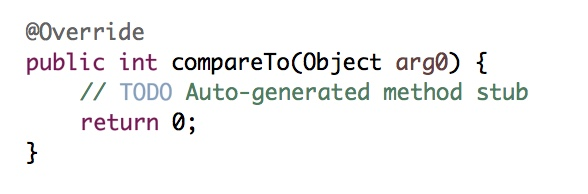 @Override
public int compareTo(Object arg0) {
    // TODO Auto-generated method stub
    return 0;
}